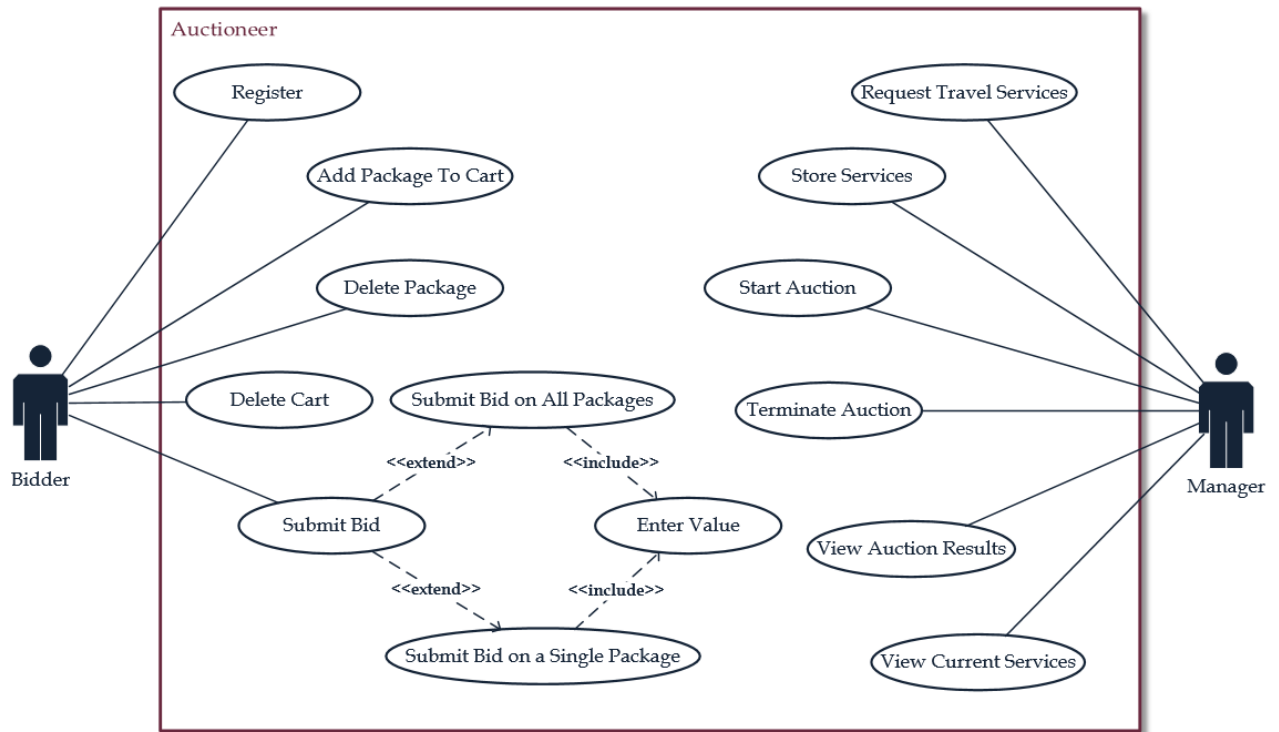 Auctioneer
Register
Request Travel Services
Add Package To Cart
Store Services
Delete Package
Start Auction
Delete Cart
Submit Bid on All Packages
Terminate Auction
<<extend>>
<<include>>
Bidder
Manager
Submit Bid
Enter Value
View Auction Results
<<extend>>
<<include>>
Submit Bid on a Single Package
View Current Services